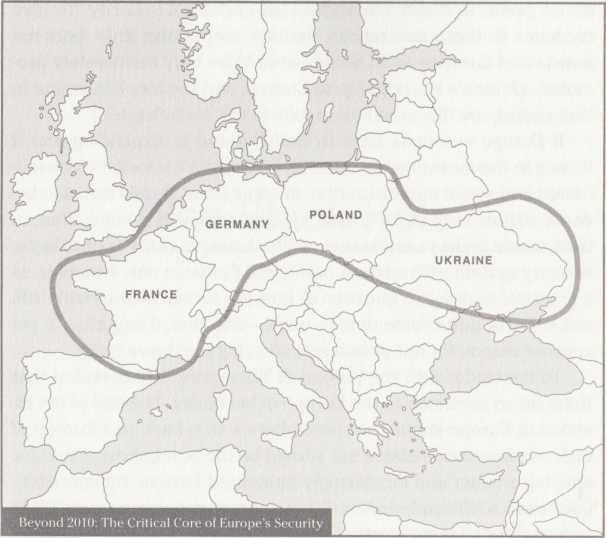 GERMANY
POLAND
UKRAINE
FRANCE
Beyond 2010: The Critical Core of Europe's Security